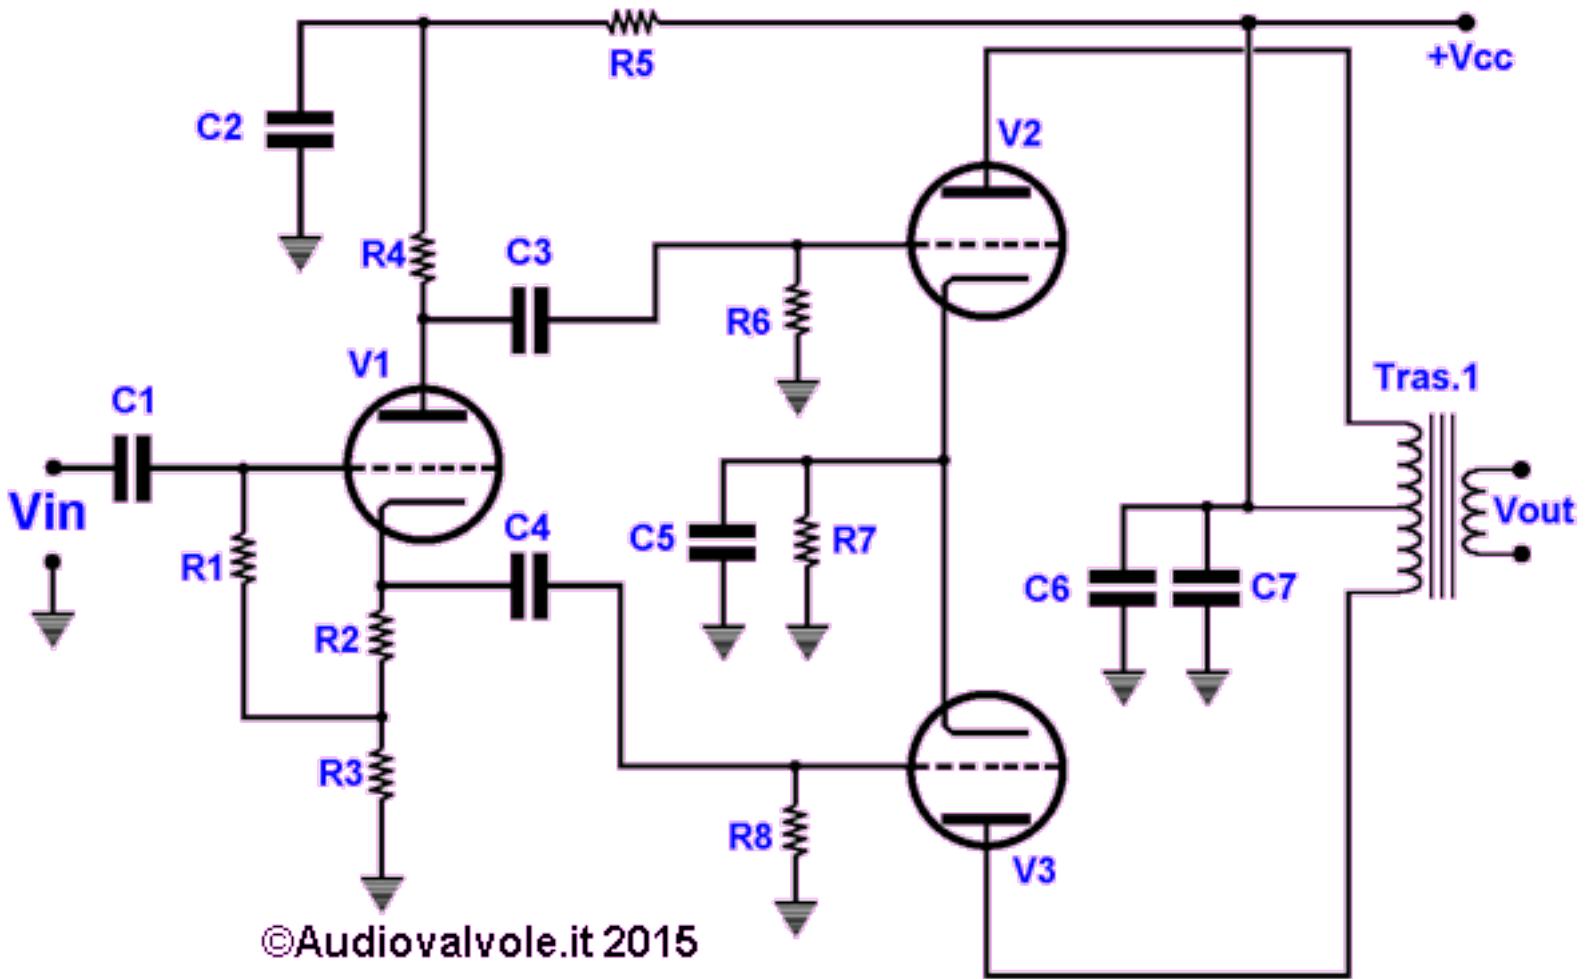 R5
+Vcc
C2
V2
R4
C3
R6
V1
Tras.1
C1
Vin
C4
C5
R7
Vout
R1
C6
C7
R2
R3
R8
V3
©Audiovalvole.it 2015